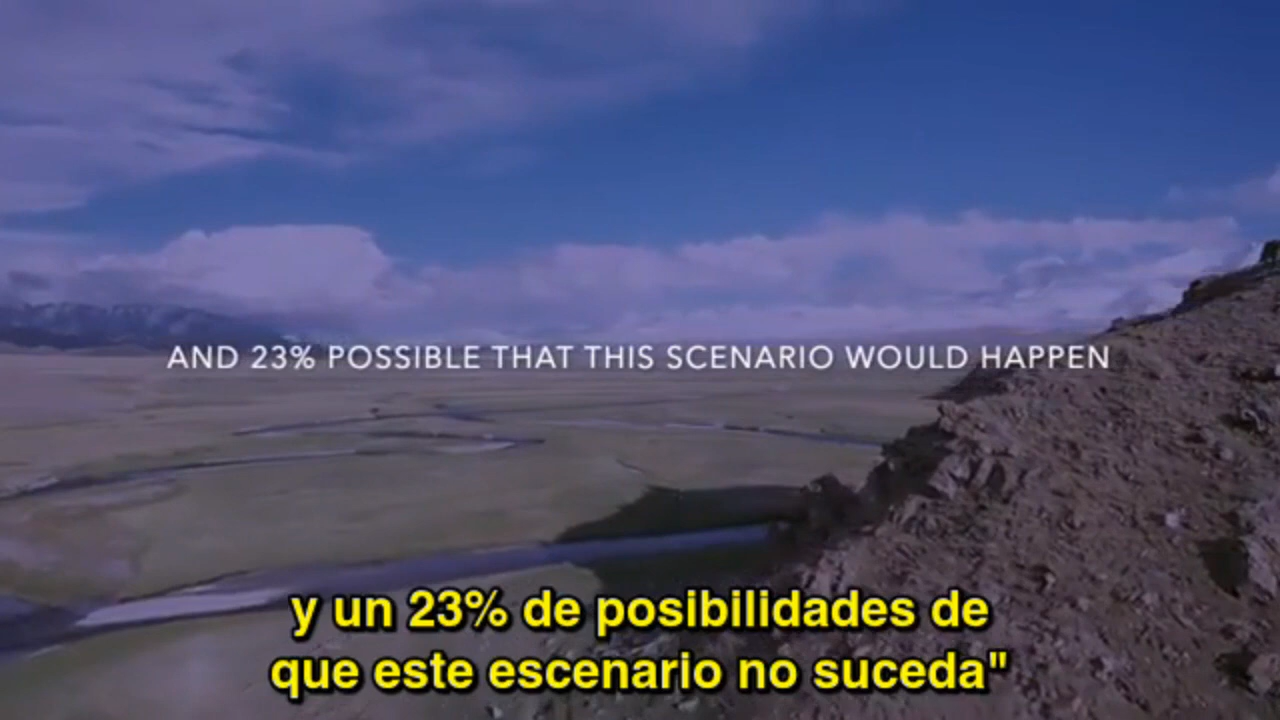 AND 23% POSSIBLE THAT THIS SCENARIO WOULD HAPPEN
y un 23% de posibilidades de
que este escenario no suceda"